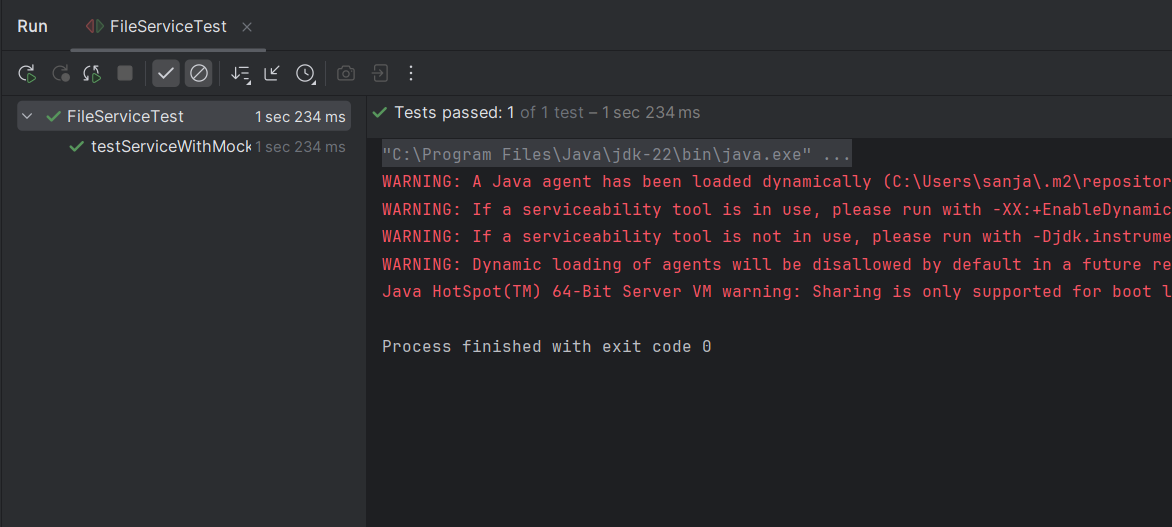 Run FileServiceTest
FileServiceTest 1 sec 234 ms
testServiceWithMock 1 sec 234 ms
Tests passed: 1 of 1 test – 1 sec 234 ms
"C:\Program Files\Java\jdk-22\bin\java.exe" ...
WARNING: A Java agent has been loaded dynamically (C:\Users\sanja\.m2\repositor
WARNING: If a serviceability tool is in use, please run with -XX:+EnableDynamic
WARNING: If a serviceability tool is not in use, please run with -Djdk.instrume
WARNING: Dynamic loading of agents will be disallowed by default in a future re
Java HotSpot(TM) 64-Bit Server VM warning: Sharing is only supported for boot l
Process finished with exit code 0